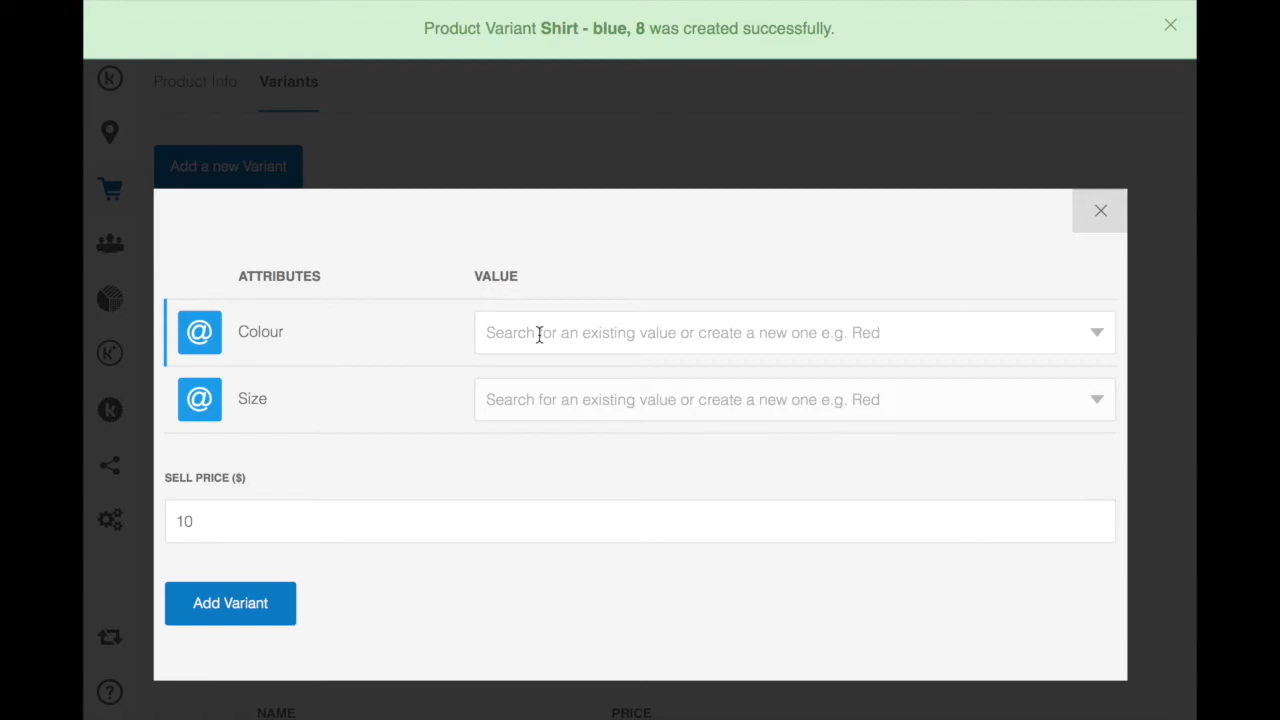 Product Variant Shirt - blue, 8 was created successfully.
Product Info Variants
Add a new Variant
ATTRIBUTES VALUE
@ Colour Search for an existing value or create a new one e.g. Red
@ Size Search for an existing value or create a new one e.g. Red
SELL PRICE ($)
10
Add Variant
NAME PRICE